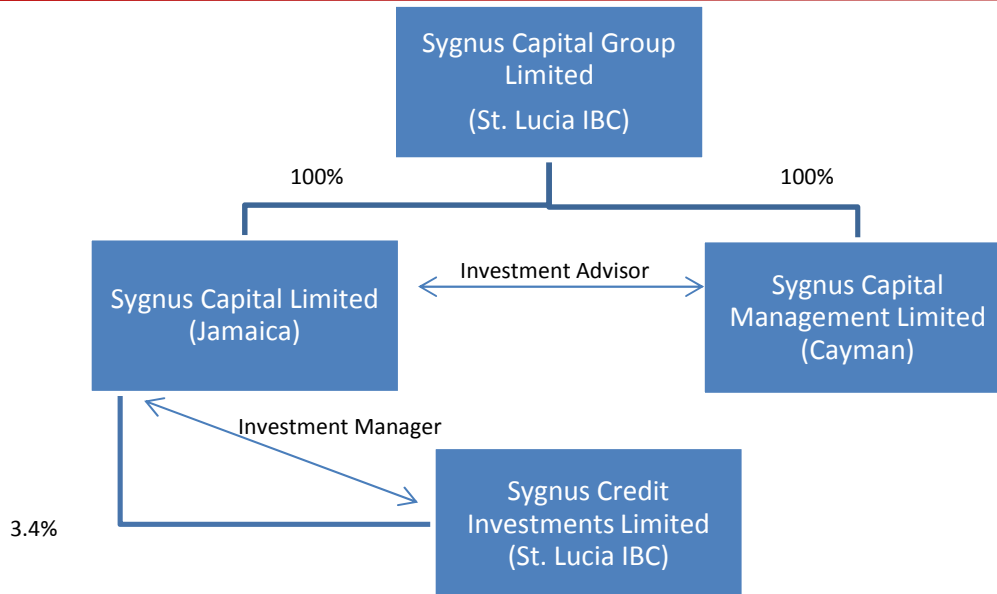 Sygnus Capital Group
Limited
(St. Lucia IBC)
100%
100%
Sygnus Capital Limited
(Jamaica)
Investment Advisor
Sygnus Capital
Management Limited
(Cayman)
Investment Manager
Sygnus Credit
Investments Limited
(St. Lucia IBC)
3.4%